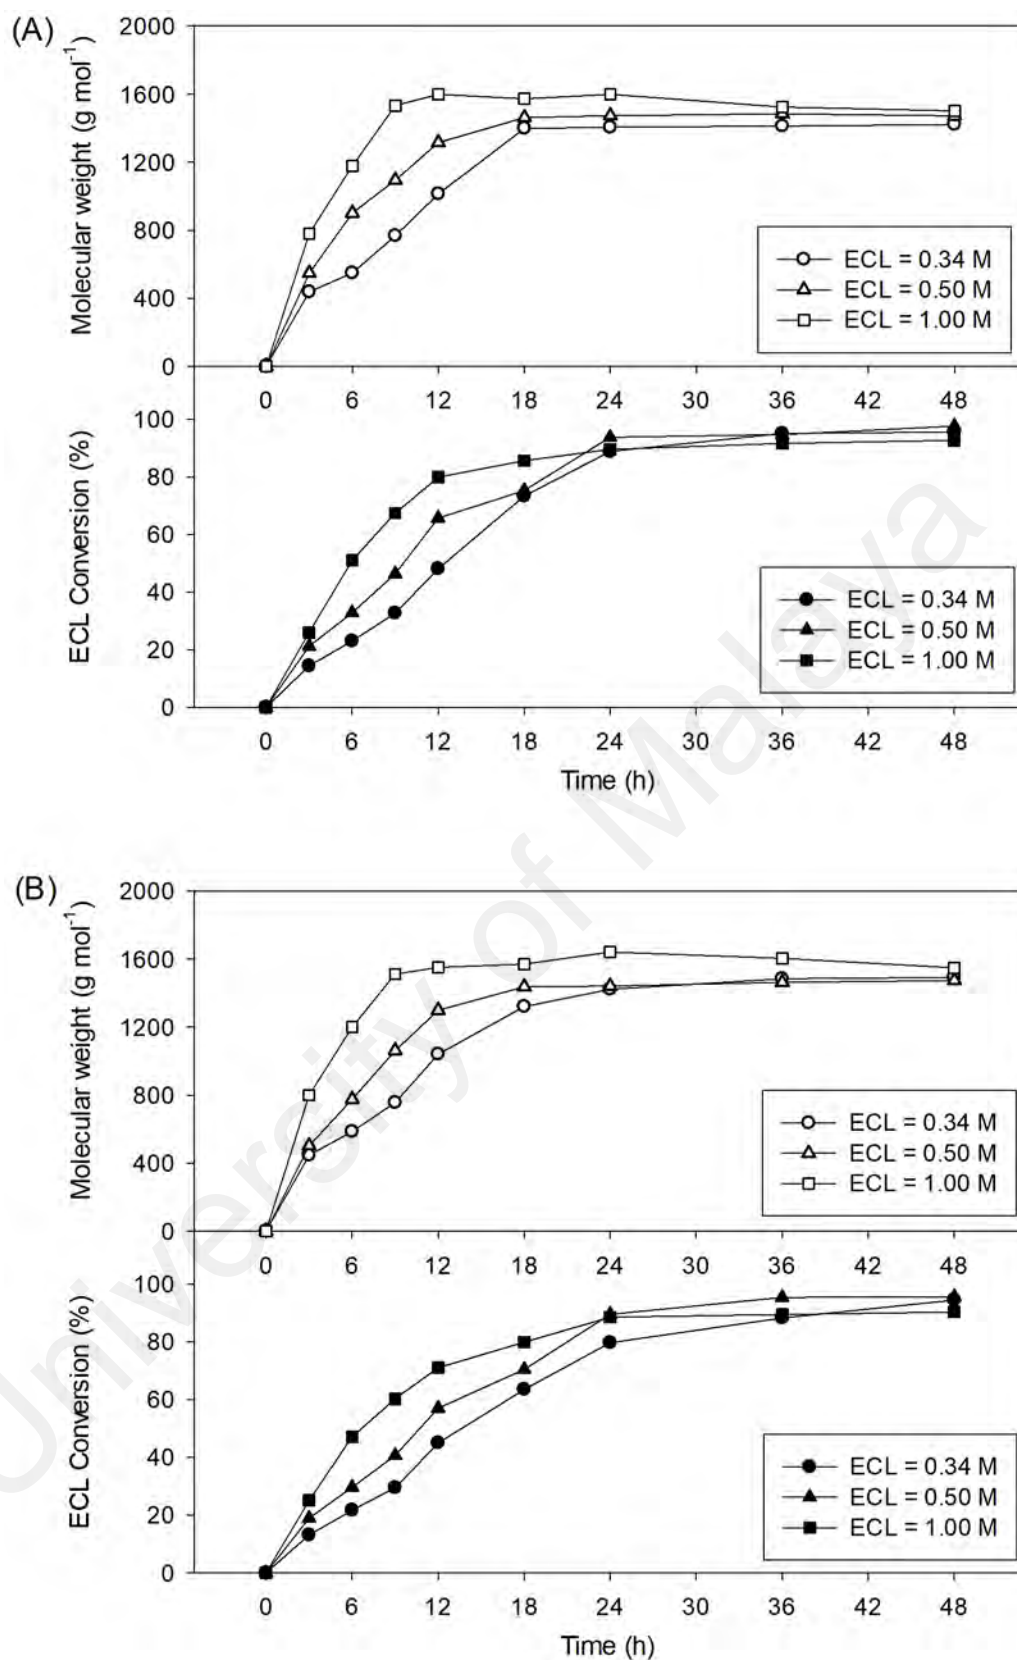 (A)
2000
1600
1200
800
400
0
Molecular weight (g mol-1)
ECL = 0.34 M
ECL = 0.50 M
ECL = 1.00 M
0 6 12 18 24 30 36 42 48
100
80
60
40
20
0
ECL Conversion (%)
ECL = 0.34 M
ECL = 0.50 M
ECL = 1.00 M
0 6 12 18 24 30 36 42 48
Time (h)
(B)
2000
1600
1200
800
400
0
Molecular weight (g mol-1)
ECL = 0.34 M
ECL = 0.50 M
ECL = 1.00 M
0 6 12 18 24 30 36 42 48
100
80
60
40
20
0
ECL Conversion (%)
ECL = 0.34 M
ECL = 0.50 M
ECL = 1.00 M
0 6 12 18 24 30 36 42 48
Time (h)
University of Malaya